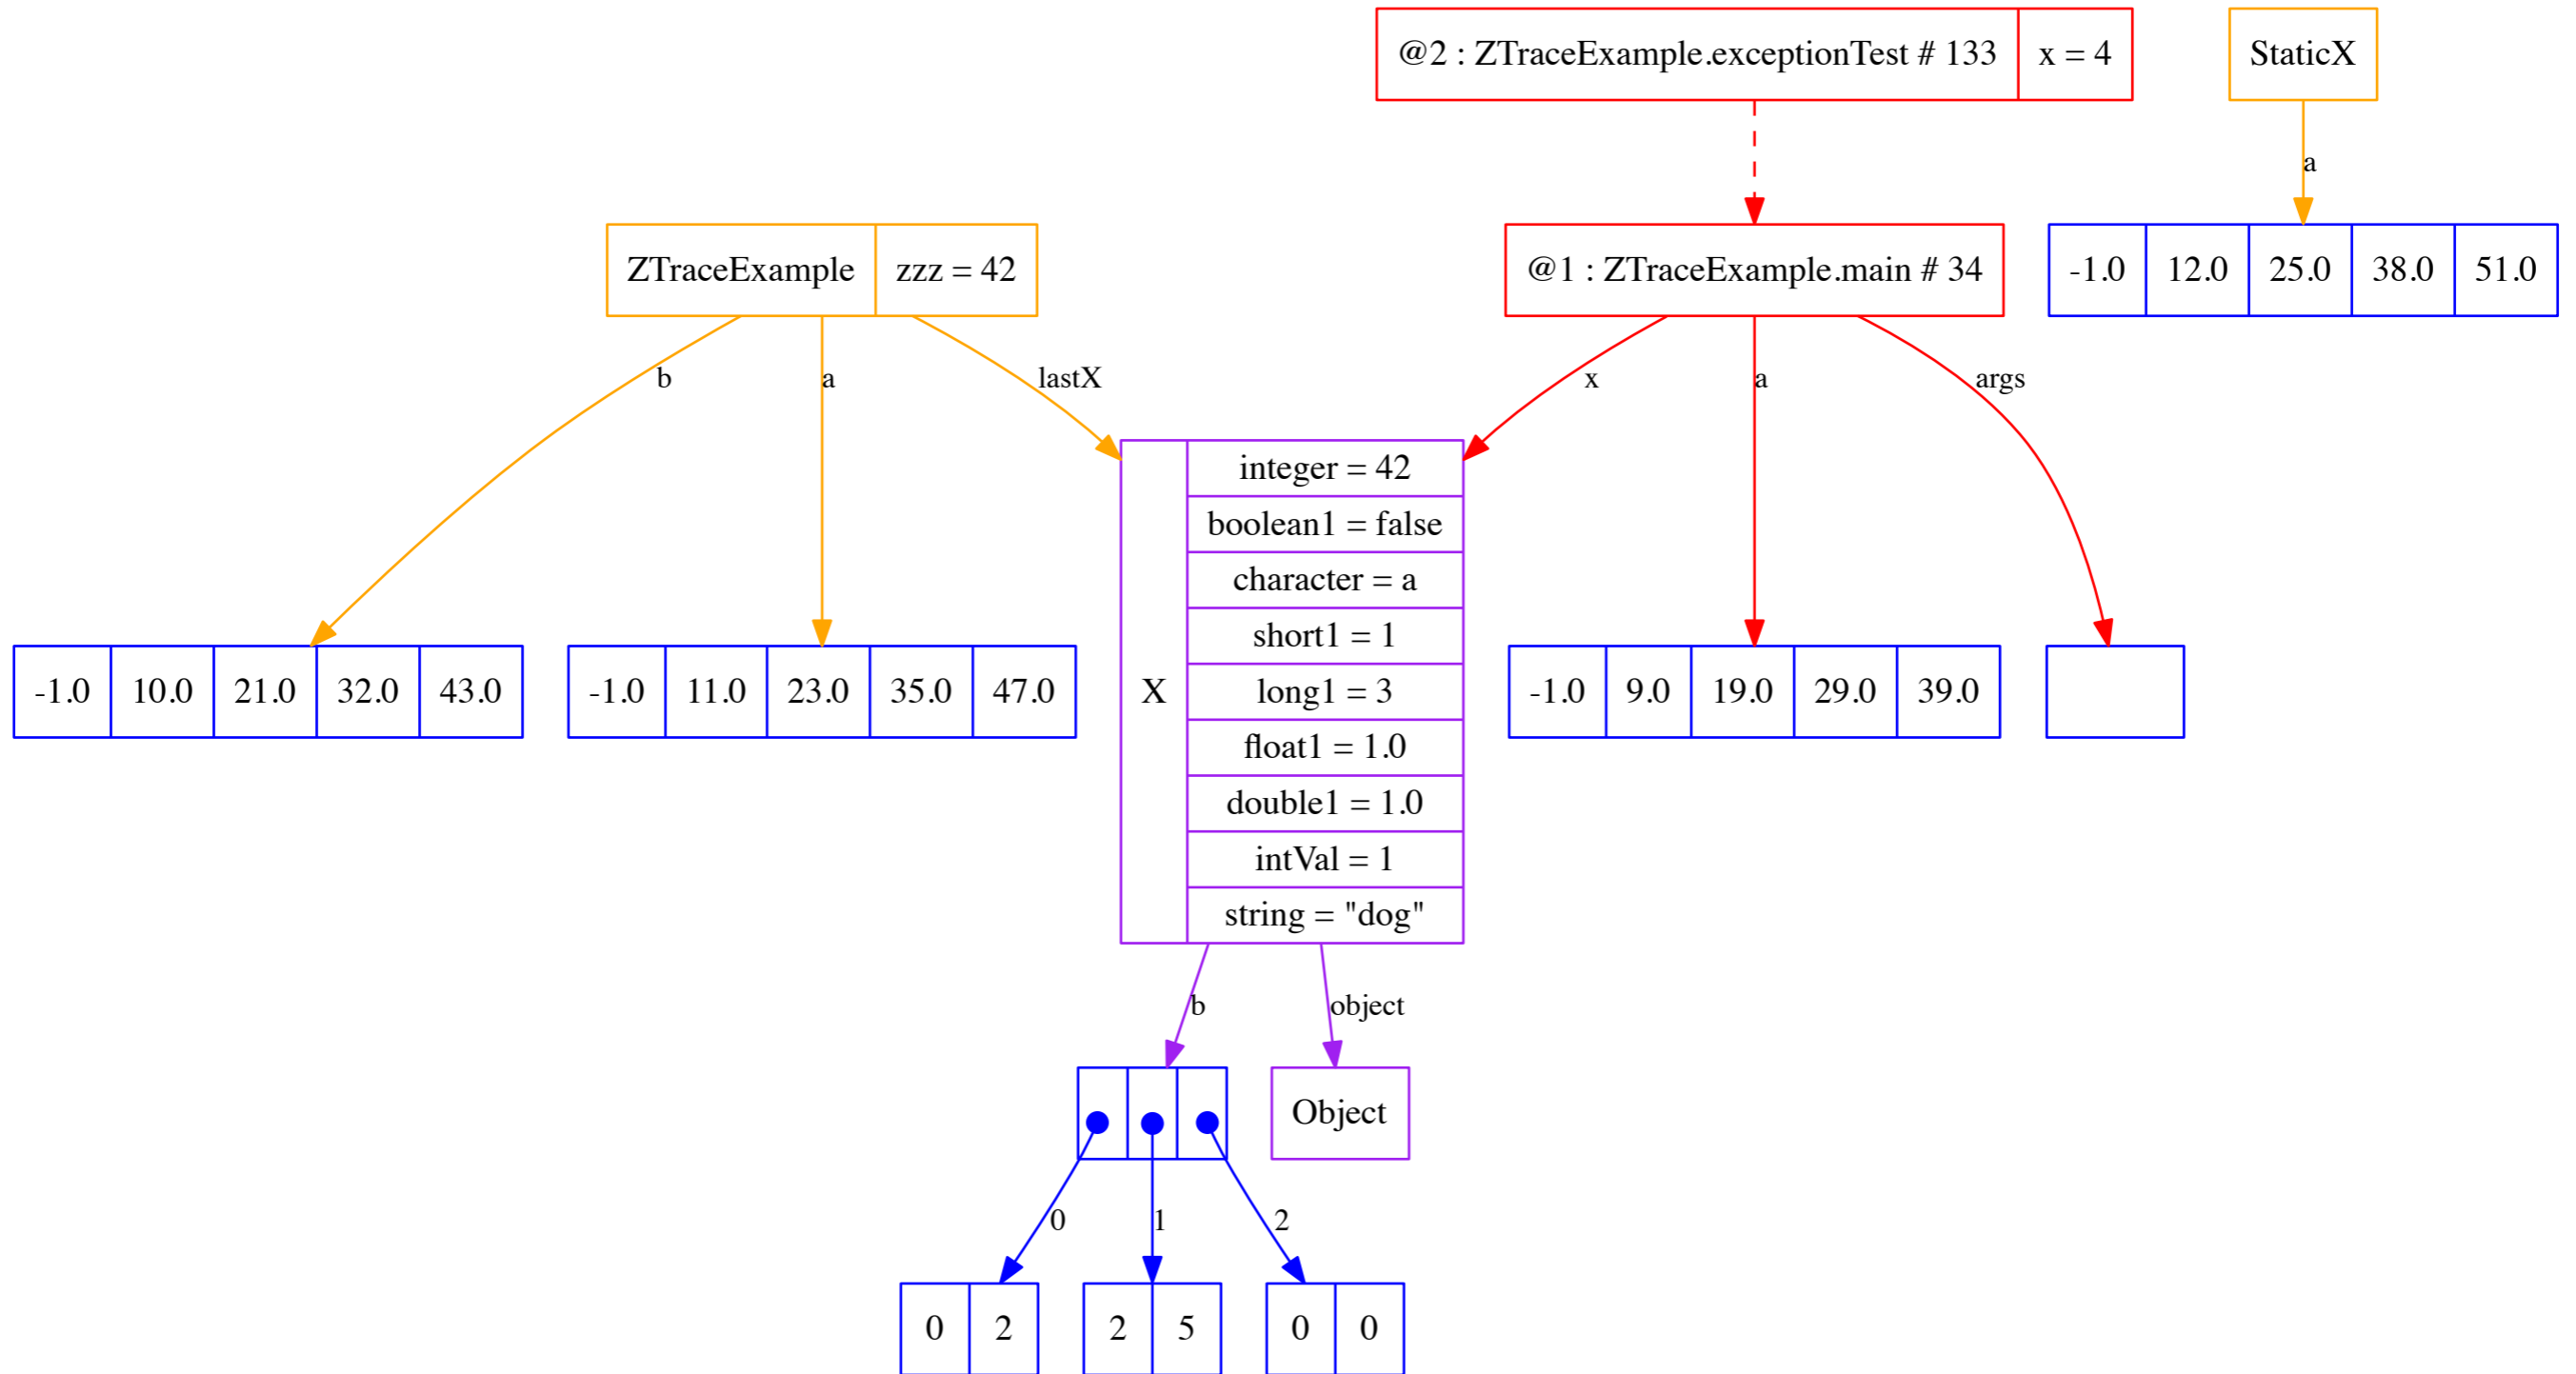 @2 : ZTraceExample.exceptionTest # 133 x = 4
StaticX
a
ZTraceExample zzz = 42
@1 : ZTraceExample.main # 34
-1.0 12.0 25.0 38.0 51.0
b
a
lastX
x
a
args
-1.0 10.0 21.0 32.0 43.0
-1.0 11.0 23.0 35.0 47.0
X
integer = 42
boolean1 = false
character = a
short1 = 1
long1 = 3
float1 = 1.0
double1 = 1.0
intVal = 1
string = "dog"
-1.0 9.0 19.0 29.0 39.0
b
object
Object
0
1
2
0 2
2 5
0 0